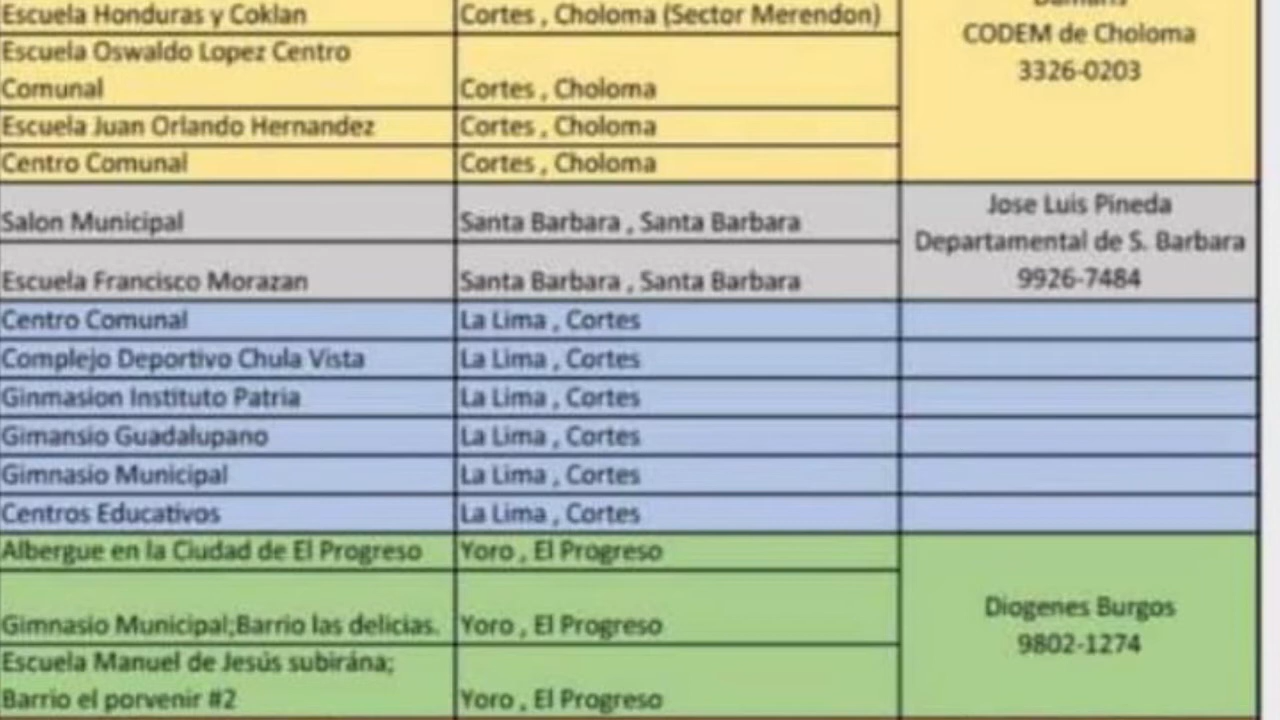 Escuela Honduras y Coklan
Cortes , Choloma (Sector Merendon)
Damaris
CODEM de Choloma
3326-0203
Escuela Oswaldo Lopez Centro
Comunal
Cortes , Choloma
Escuela Juan Orlando Hernandez
Cortes , Choloma
Centro Comunal
Cortes , Choloma
Salon Municipal
Santa Barbara , Santa Barbara
Jose Luis Pineda
Departamental de S. Barbara
9926-7484
Escuela Francisco Morazan
Santa Barbara , Santa Barbara
Centro Comunal
La Lima , Cortes
Complejo Deportivo Chula Vista
La Lima , Cortes
Ginmasion Instituto Patria
La Lima , Cortes
Gimansio Guadalupano
La Lima , Cortes
Gimnasio Municipal
La Lima , Cortes
Centros Educativos
La Lima , Cortes
Albergue en la Ciudad de El Progreso
Yoro , El Progreso
Gimnasio Municipal;Barrio las delicias.
Yoro , El Progreso
Diogenes Burgos
9802-1274
Escuela Manuel de Jesús subirána;
Barrio el porvenir #2
Yoro , El Progreso